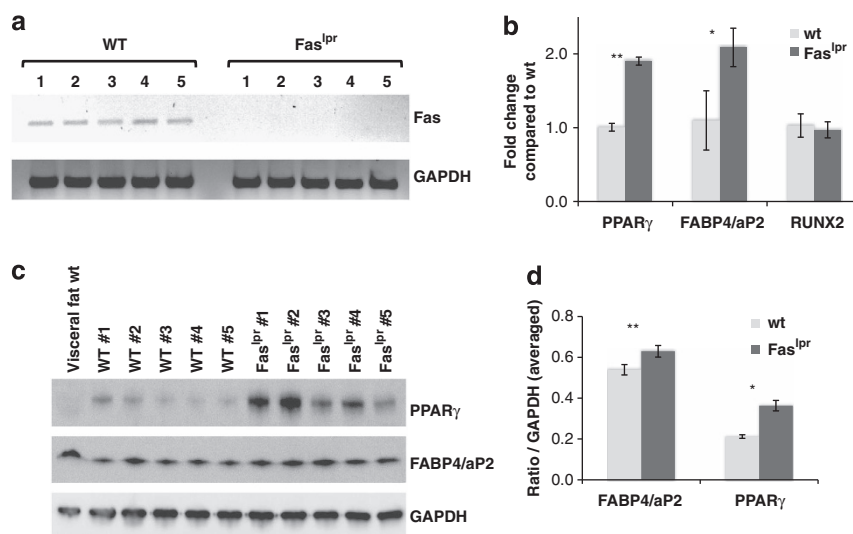 a
WT
Fas^lpr
1 2 3 4 5
1 2 3 4 5
Fas
GAPDH
b
Fold change
compared to wt
2.0
1.0
0.0
**
*
wt
Fas^lpr
PPARγ
FABP4/aP2
RUNX2
c
Visceral fat wt
WT #1
WT #2
WT #3
WT #4
WT #5
Fas^lpr #1
Fas^lpr #2
Fas^lpr #3
Fas^lpr #4
Fas^lpr #5
PPARγ
FABP4/aP2
GAPDH
d
Ratio / GAPDH (averaged)
0.8
0.6
0.4
0.2
0.0
**
*
wt
Fas^lpr
FABP4/aP2
PPARγ